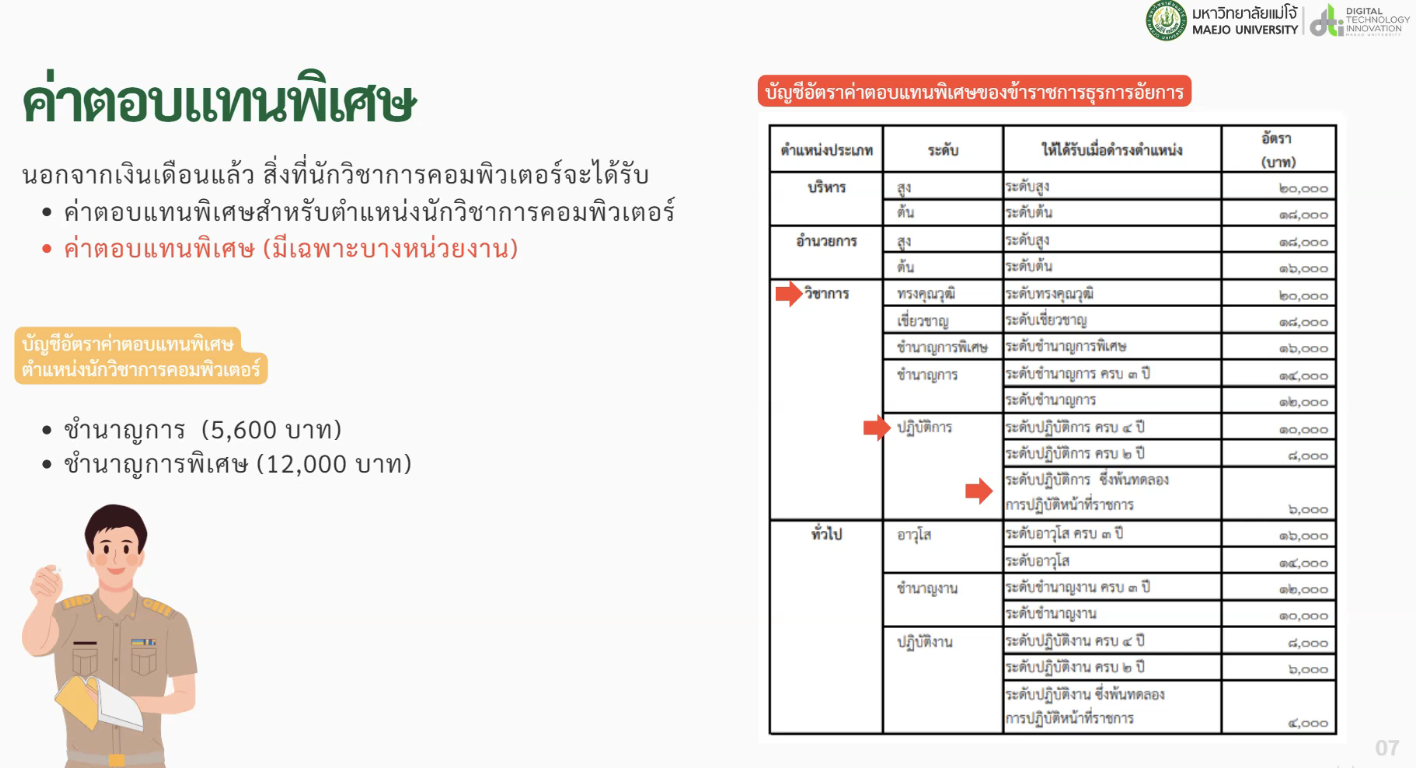 มหาวิทยาลัยแม่โจ้
MAEJO UNIVERSITY
dti
DIGITAL
TECHNOLOGY
INNOVATION
MAEJO UNIVERSITY
ค่าตอบแทนพิเศษ
นอกจากเงินเดือนแล้ว สิ่งที่นักวิชาการคอมพิวเตอร์จะได้รับ
• ค่าตอบแทนพิเศษสำหรับตำแหน่งนักวิชาการคอมพิวเตอร์
• ค่าตอบแทนพิเศษ (มีเฉพาะบางหน่วยงาน)
บัญชีอัตราค่าตอบแทนพิเศษ
ตำแหน่งนักวิชาการคอมพิวเตอร์
• ชำนาญการ (5,600 บาท)
• ชำนาญการพิเศษ (12,000 บาท)
บัญชีอัตราค่าตอบแทนพิเศษของข้าราชการธุรการอัยการ
ตำแหน่งประเภท ระดับ ให้ได้รับเมื่อดำรงตำแหน่ง อัตรา
(บาท)
บริหาร สูง ระดับสูง ๒๐,๐๐๐
ต้น ระดับต้น ๑๘,๐๐๐
อำนวยการ สูง ระดับสูง ๑๘,๐๐๐
ต้น ระดับต้น ๑๖,๐๐๐
วิชาการ ทรงคุณวุฒิ ระดับทรงคุณวุฒิ ๒๐,๐๐๐
เชี่ยวชาญ ระดับเชี่ยวชาญ ๑๘,๐๐๐
ชำนาญการพิเศษ ระดับชำนาญการพิเศษ ๑๖,๐๐๐
ชำนาญการ ระดับชำนาญการ ครบ ๓ ปี ๑๔,๐๐๐
ระดับชำนาญการ ๑๒,๐๐๐
ปฏิบัติการ ระดับปฏิบัติการ ครบ ๔ ปี ๑๐,๐๐๐
ระดับปฏิบัติการ ครบ ๒ ปี ๘,๐๐๐
ระดับปฏิบัติการ ซึ่งพ้นทดลอง
การปฏิบัติหน้าที่ราชการ ๖,๐๐๐
ทั่วไป อาวุโส ระดับอาวุโส ครบ ๓ ปี ๑๖,๐๐๐
ระดับอาวุโส ๑๔,๐๐๐
ชำนาญงาน ระดับชำนาญงาน ครบ ๓ ปี ๑๒,๐๐๐
ระดับชำนาญงาน ๑๐,๐๐๐
ปฏิบัติงาน ระดับปฏิบัติงาน ครบ ๔ ปี ๘,๐๐๐
ระดับปฏิบัติงาน ครบ ๒ ปี ๖,๐๐๐
ระดับปฏิบัติงาน ซึ่งพ้นทดลอง
การปฏิบัติหน้าที่ราชการ ๔,๐๐๐
07